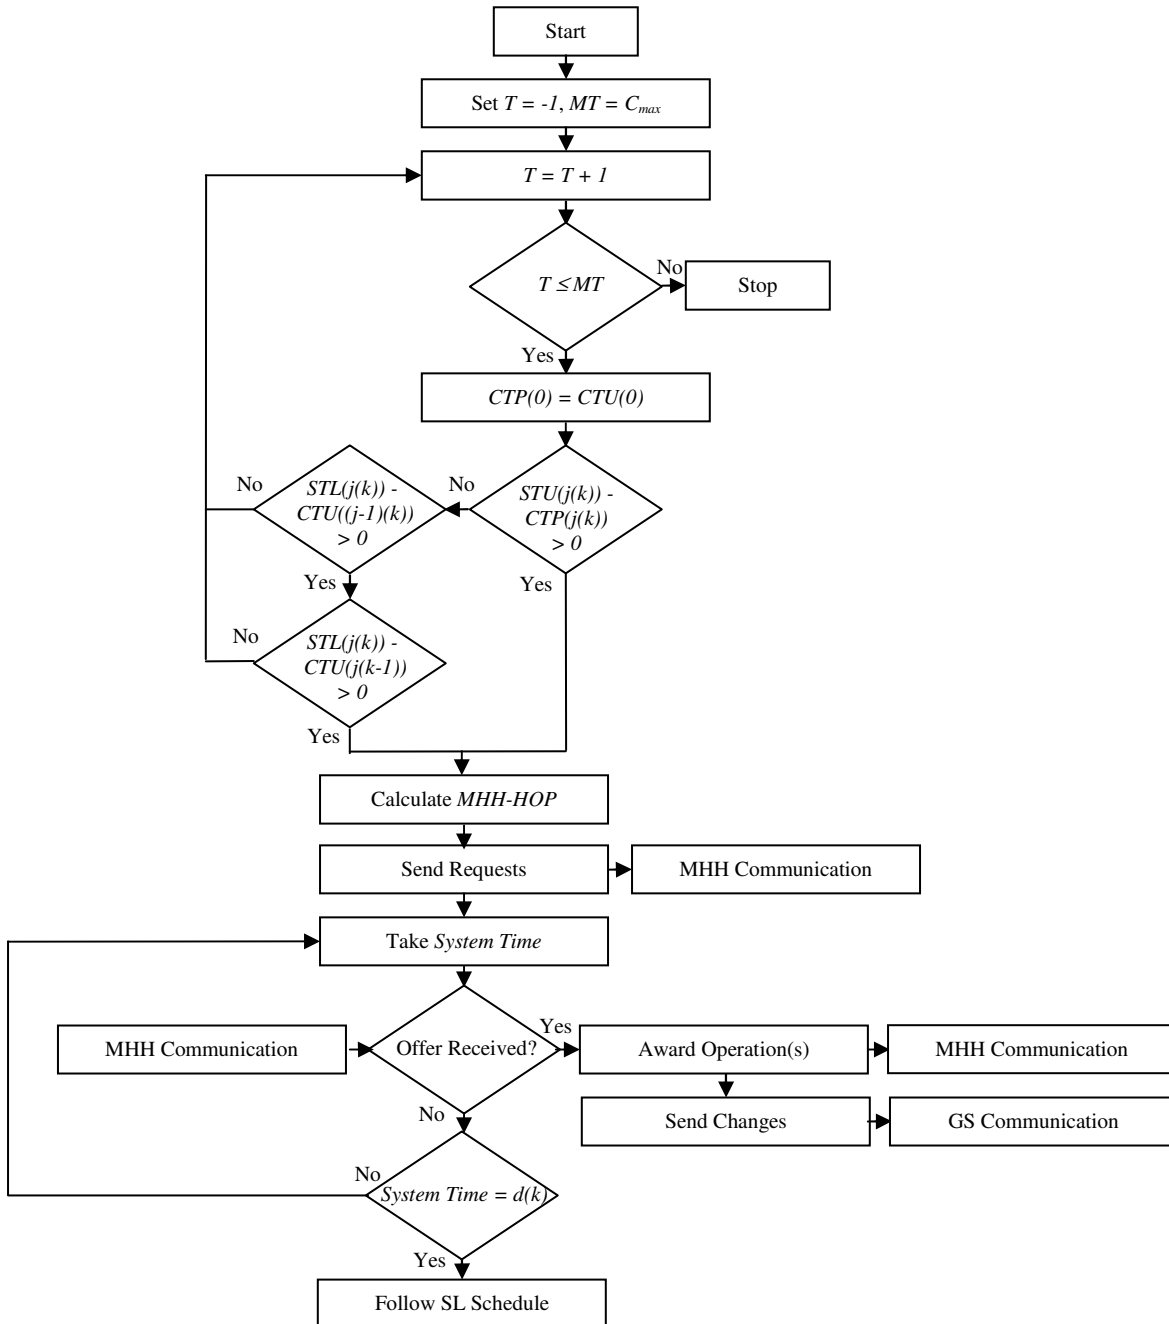 Start
Set T = -1, MT = Cmax
T = T + 1
T ≤ MT
No
Stop
Yes
CTP(0) = CTU(0)
No
STL(j(k)) -
CTU((j-1)(k))
> 0
No
STU(j(k)) -
CTP(j(k))
> 0
Yes
Yes
No
STL(j(k)) -
CTU(j(k-1))
> 0
Yes
Calculate MHH-HOP
Send Requests
MHH Communication
Take System Time
MHH Communication
Offer Received?
Yes
Award Operation(s)
MHH Communication
No
Send Changes
GS Communication
No
System Time = d(k)
Yes
Follow SL Schedule